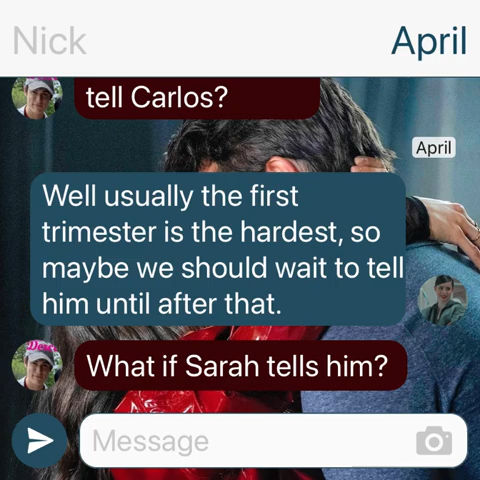 Nick April
tell Carlos?
April
Well usually the first
trimester is the hardest, so
maybe we should wait to tell
him until after that.
What if Sarah tells him?
Message